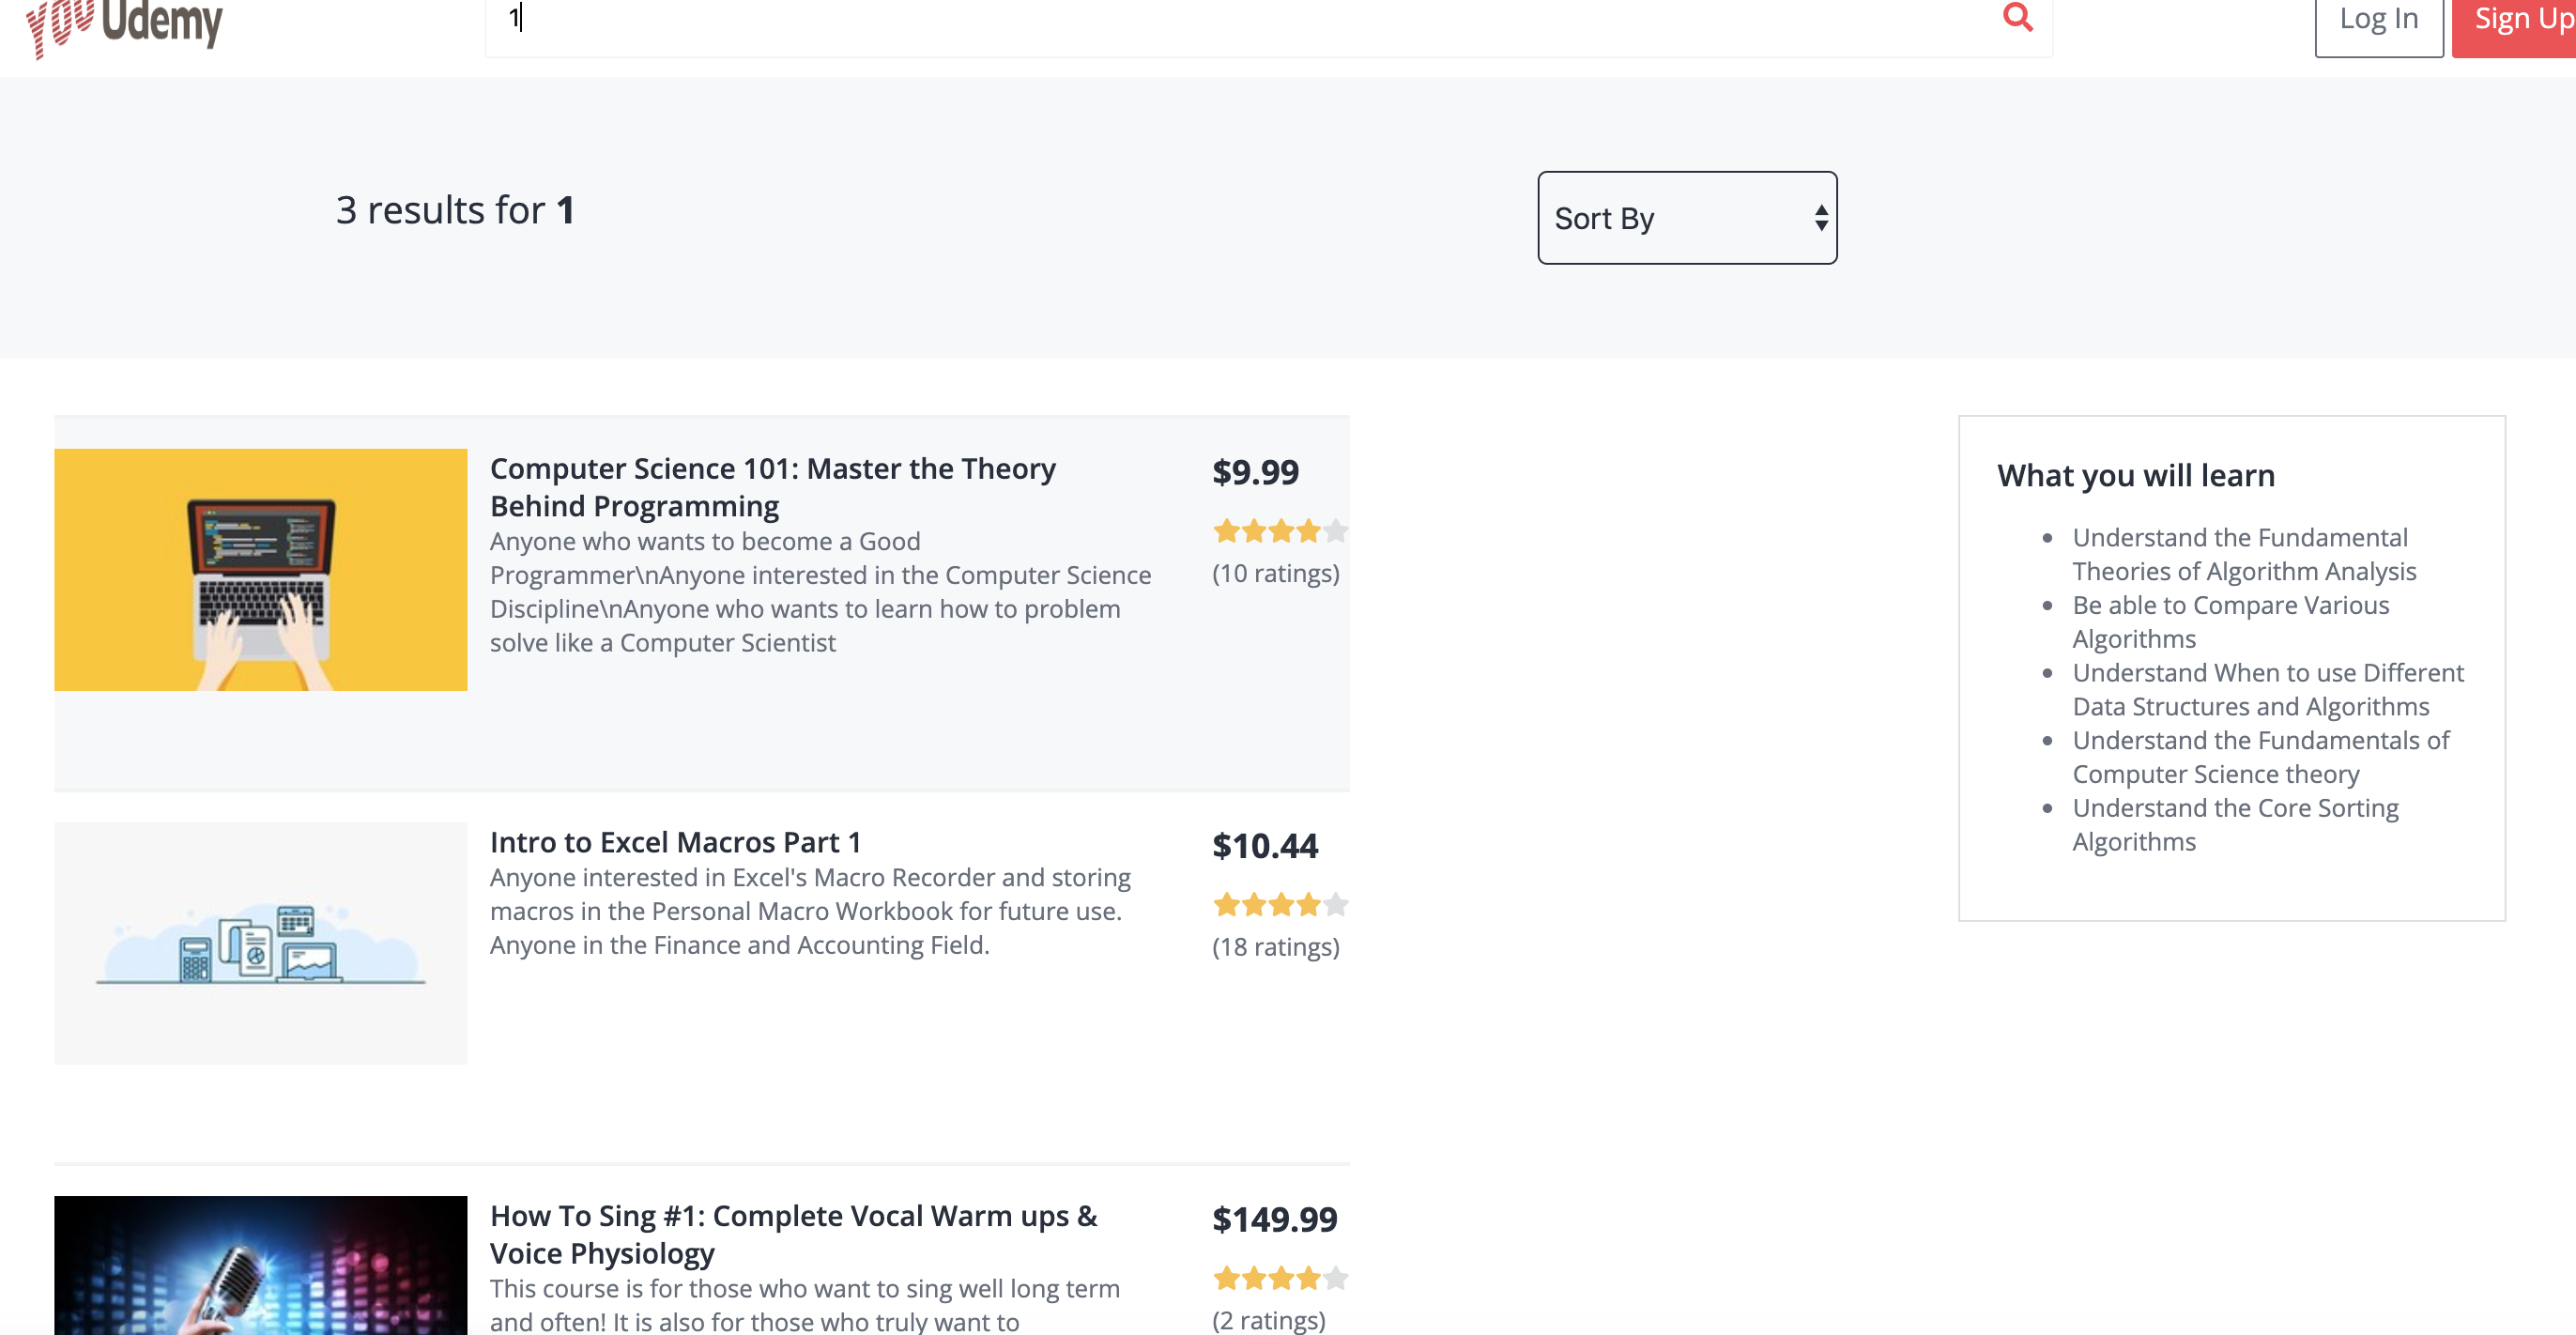 YOU Udemy
1
Log In
Sign Up
3 results for 1
Sort By
Computer Science 101: Master the Theory
Behind Programming
Anyone who wants to become a Good
Programmer\nAnyone interested in the Computer Science
Discipline\nAnyone who wants to learn how to problem
solve like a Computer Scientist
$9.99
(10 ratings)
Intro to Excel Macros Part 1
Anyone interested in Excel's Macro Recorder and storing
macros in the Personal Macro Workbook for future use.
Anyone in the Finance and Accounting Field.
$10.44
(18 ratings)
How To Sing #1: Complete Vocal Warm ups &
Voice Physiology
This course is for those who want to sing well long term
and often! It is also for those who truly want to
$149.99
(2 ratings)
What you will learn
Understand the Fundamental
Theories of Algorithm Analysis
Be able to Compare Various
Algorithms
Understand When to use Different
Data Structures and Algorithms
Understand the Fundamentals of
Computer Science theory
Understand the Core Sorting
Algorithms